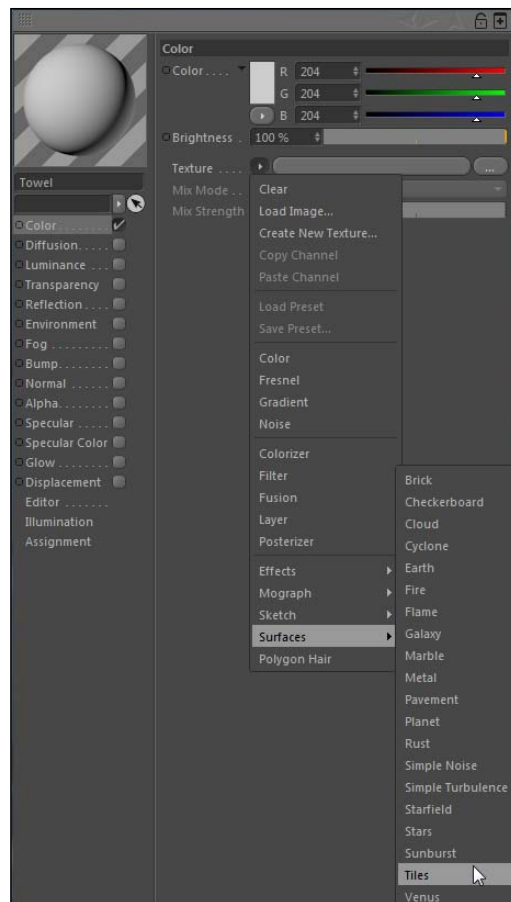 Color
Color....
R 204
G 204
B 204
Brightness . 100 %
Texture .... ...
Mix Mode ..
Mix Strength
Towel
Color........
Diffusion.....
Luminance ...
Transparency
Reflection....
Environment
Fog .........
Bump........
Normal ......
Alpha........
Specular .....
Specular Color
Glow ........
Displacement
Editor .......
Illumination
Assignment
Clear
Load Image...
Create New Texture...
Copy Channel
Paste Channel
Load Preset
Save Preset...
Color
Fresnel
Gradient
Noise
Colorizer
Filter
Fusion
Layer
Posterizer
Effects
Mograph
Sketch
Surfaces
Polygon Hair
Brick
Checkerboard
Cloud
Cyclone
Earth
Fire
Flame
Galaxy
Marble
Metal
Pavement
Planet
Rust
Simple Noise
Simple Turbulence
Starfield
Stars
Sunburst
Tiles
Venus